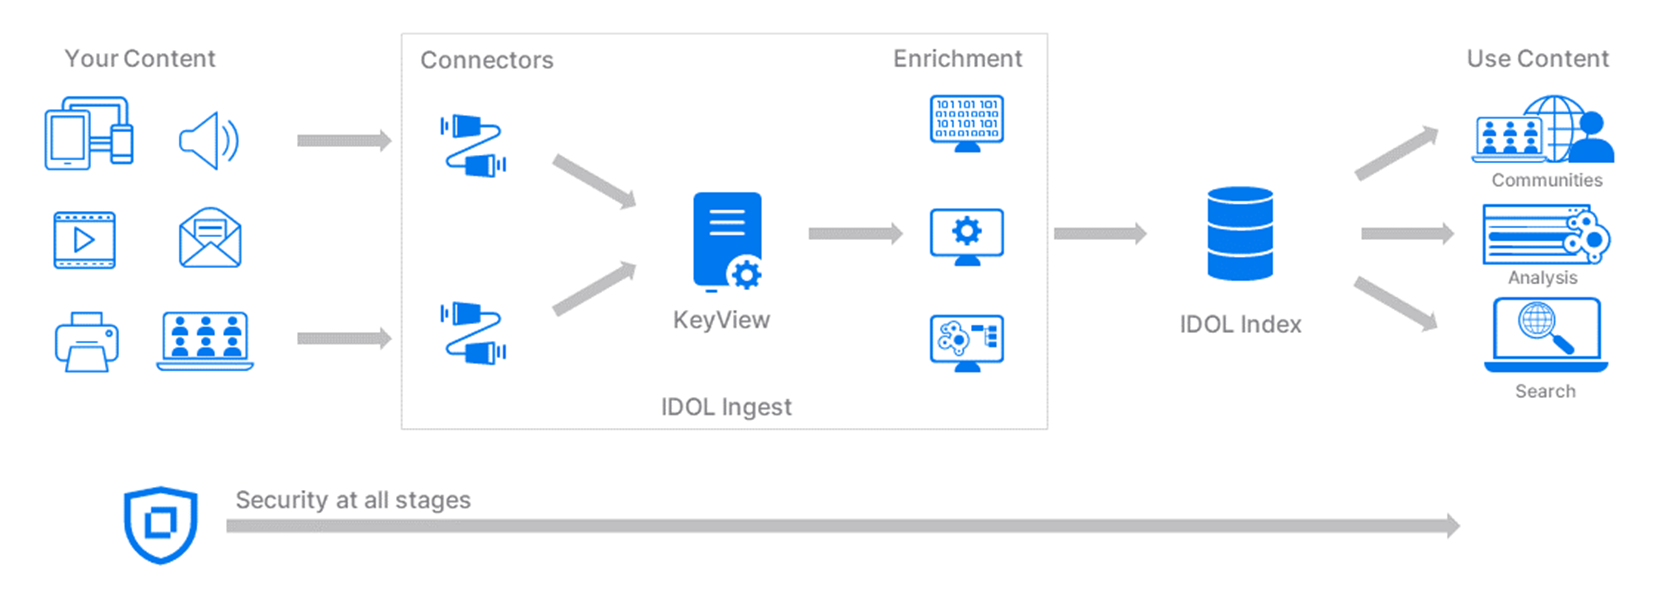 Your Content
Connectors
Enrichment
Use Content
101101 101
010010010
101101 101
010010010
Communities
Analysis
KeyView
IDOL Index
Search
IDOL Ingest
Security at all stages